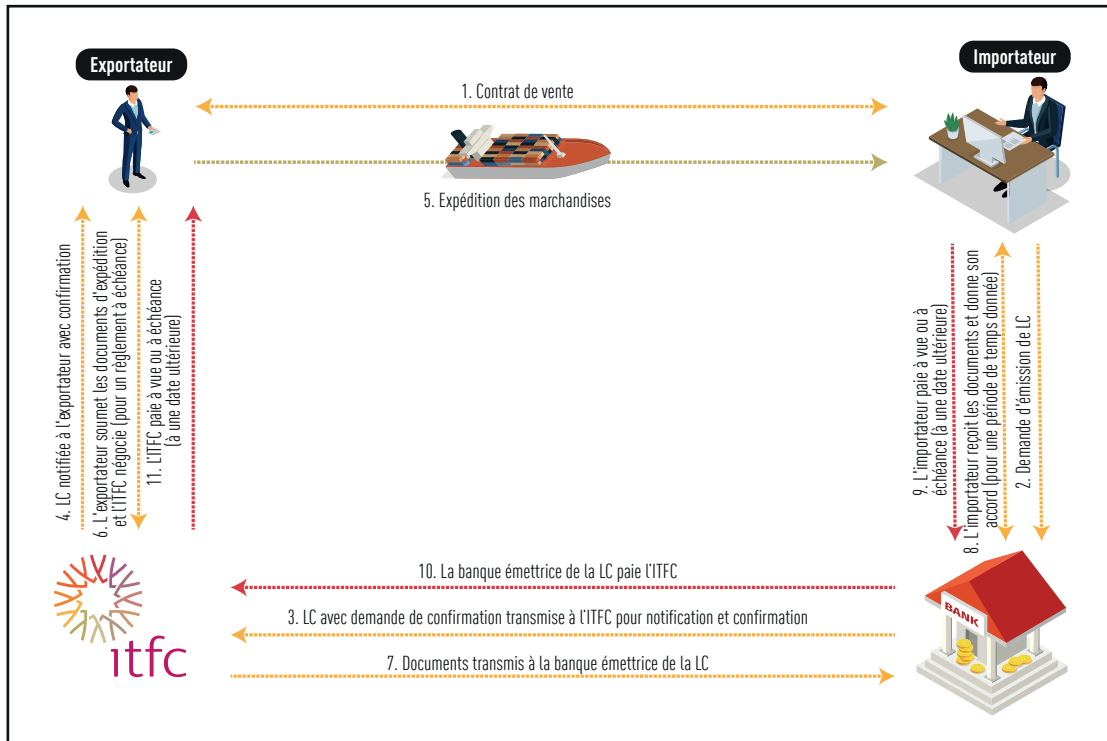 Exportateur
Importateur
1. Contrat de vente
5. Expédition des marchandises
4. LC notifiée à l'exportateur avec confirmation
6. L'exportateur soumet les documents d'expédition
et l'ITFC négocie (pour un règlement à échéance)
11. L'ITFC paie à vue ou à échéance
(à une date ultérieure)
9. L'importateur paie à vue ou à
échéance (à une date ultérieure)
8. L'importateur reçoit les documents et donne son
accord (pour une période de temps donnée)
2. Demande d'émission de LC
10. La banque émettrice de la LC paie l'ITFC
3. LC avec demande de confirmation transmise à l'ITFC pour notification et confirmation
7. Documents transmis à la banque émettrice de la LC
itfc
BANK